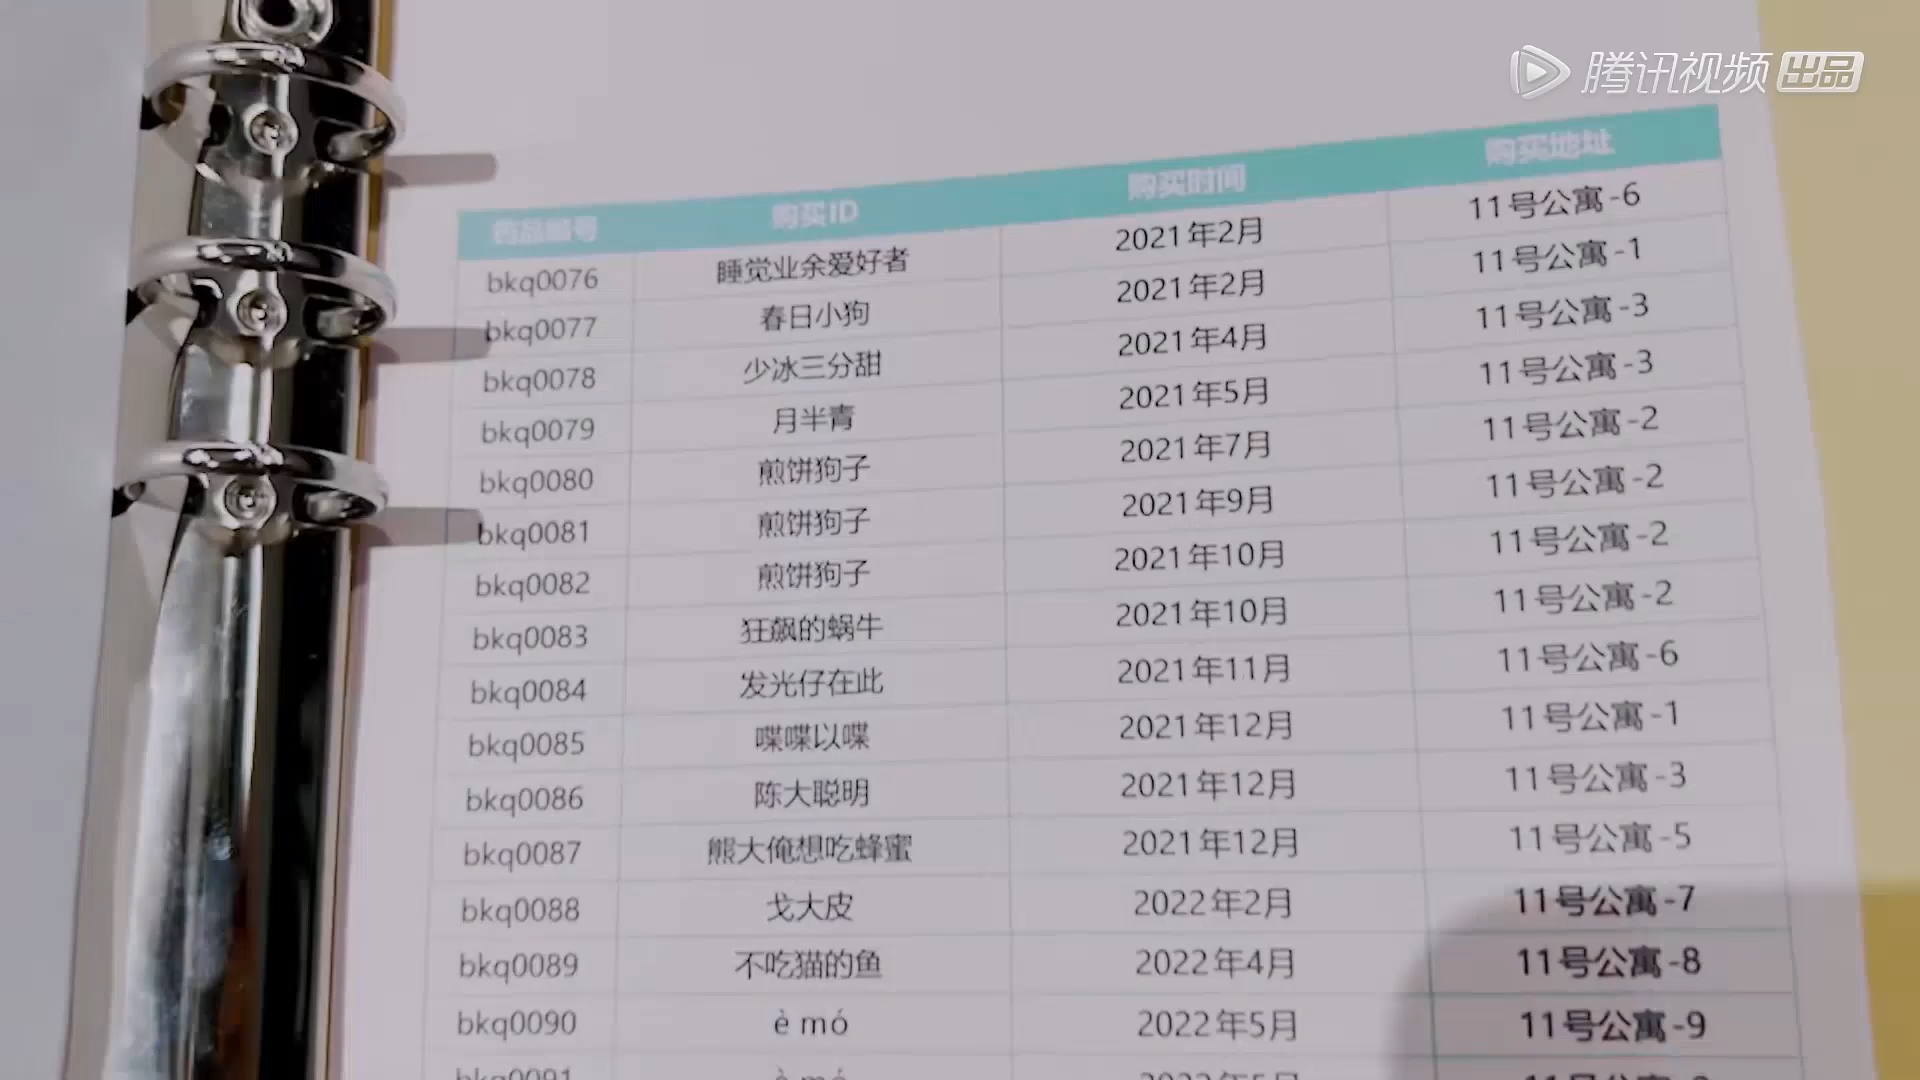 腾讯视频 出品
药品编号 购买ID 购买时间 购买地址
bkq0076 睡觉业余爱好者 2021年2月 11号公寓-6
bkq0077 春日小狗 2021年2月 11号公寓-1
bkq0078 少冰三分甜 2021年4月 11号公寓-3
bkq0079 月半青 2021年5月 11号公寓-3
bkq0080 煎饼狗子 2021年7月 11号公寓-2
bkq0081 煎饼狗子 2021年9月 11号公寓-2
bkq0082 煎饼狗子 2021年10月 11号公寓-2
bkq0083 狂飙的蜗牛 2021年10月 11号公寓-2
bkq0084 发光仔在此 2021年11月 11号公寓-6
bkq0085 喋喋以喋 2021年12月 11号公寓-1
bkq0086 陈大聪明 2021年12月 11号公寓-3
bkq0087 熊大俺想吃蜂蜜 2021年12月 11号公寓-5
bkq0088 戈大皮 2022年2月 11号公寓-7
bkq0089 不吃猫的鱼 2022年4月 11号公寓-8
bkq0090 è mó 2022年5月 11号公寓-9